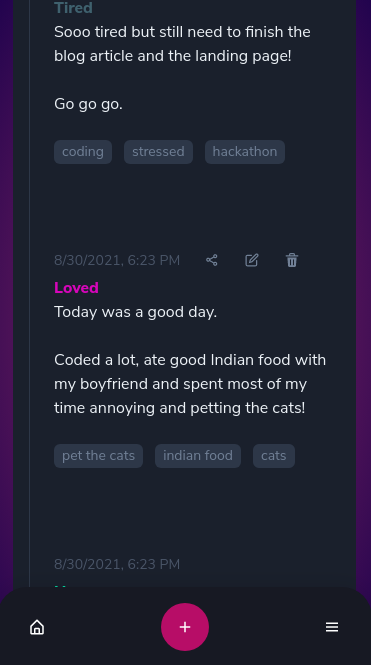 Tired
Sooo tired but still need to finish the
blog article and the landing page!
Go go go.
coding stressed hackathon
8/30/2021, 6:23 PM
Loved
Today was a good day.
Coded a lot, ate good Indian food with
my boyfriend and spent most of my
time annoying and petting the cats!
pet the cats indian food cats
8/30/2021, 6:23 PM